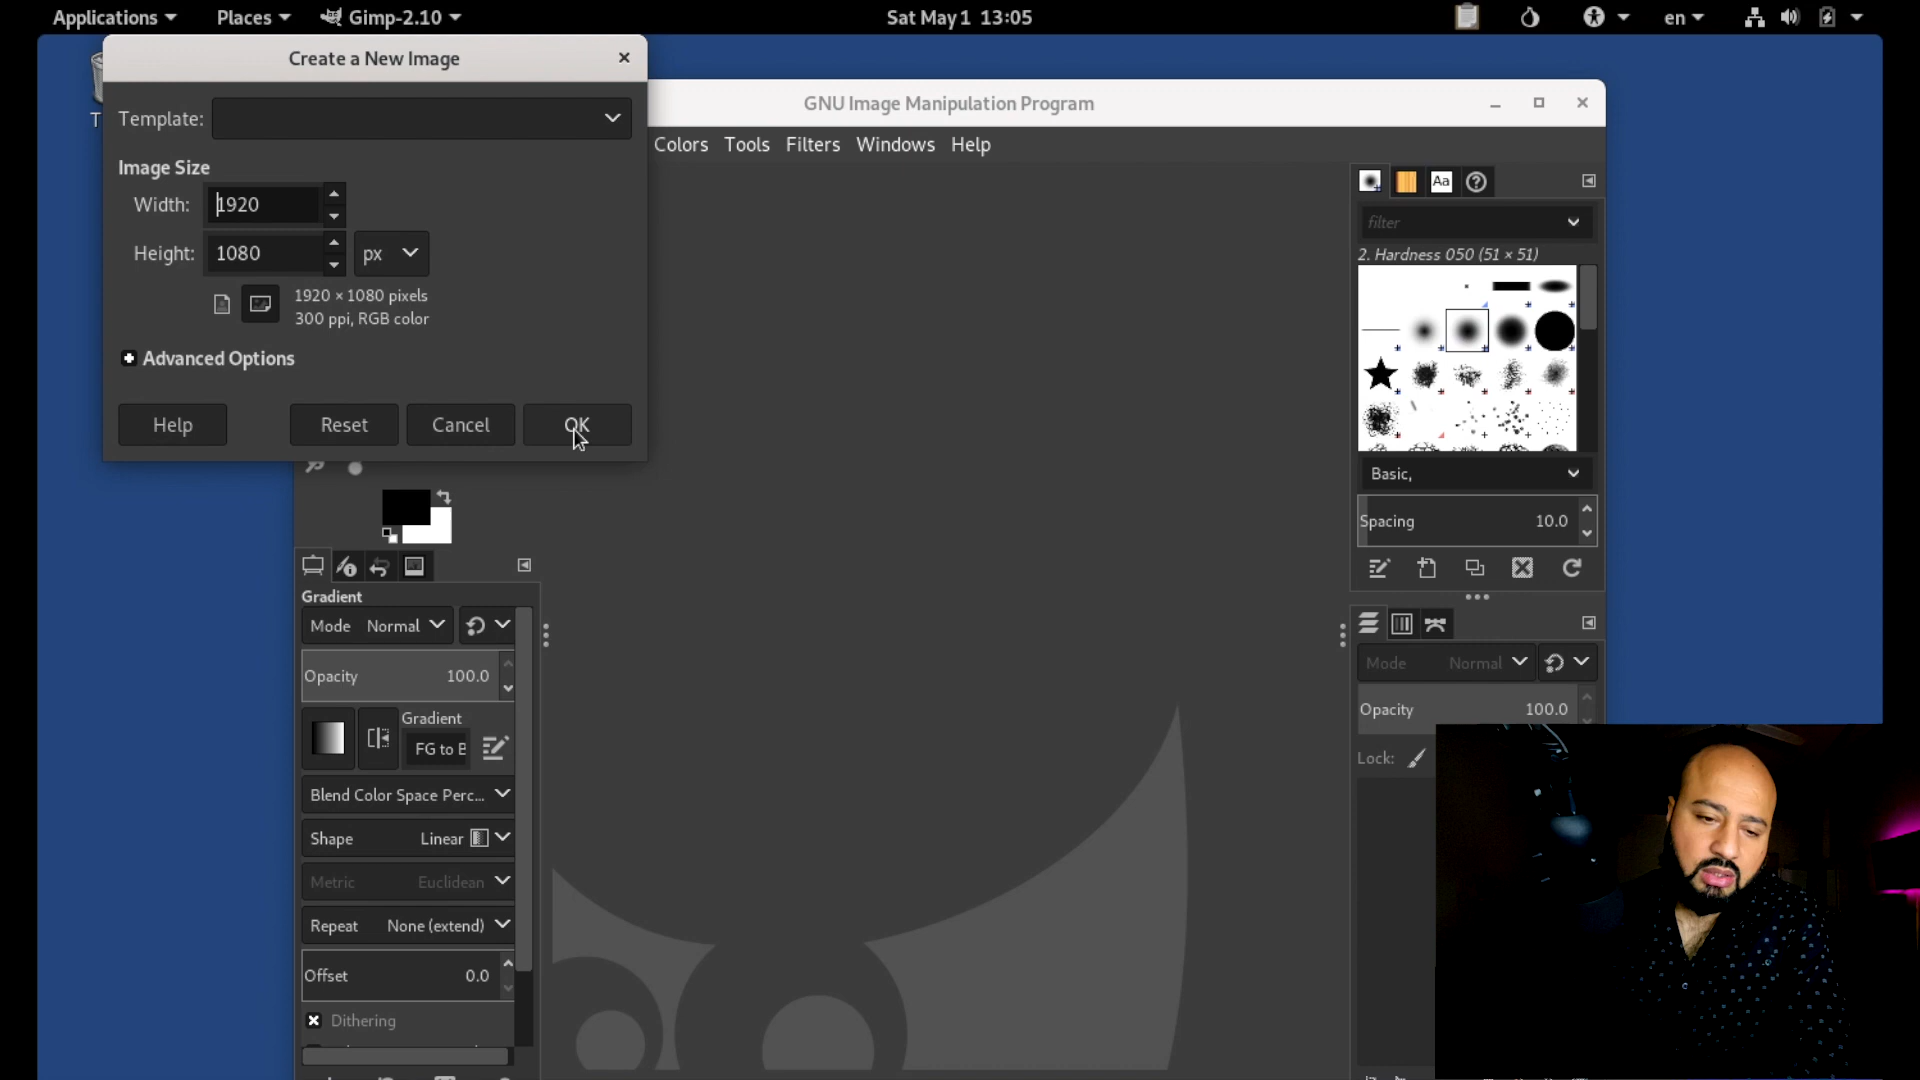 Applications Places Gimp-2.10 Sat May 1 13:05 en
Create a New Image
Template:
Image Size
Width: 1920
Height: 1080 px
1920 × 1080 pixels
300 ppi, RGB color
Advanced Options
Help Reset Cancel OK
T
GNU Image Manipulation Program
Colors Tools Filters Windows Help
Aa
filter
2. Hardness 050 (51 × 51)
Basic,
Spacing 10.0
Gradient
Mode Normal
Opacity 100.0
Gradient
FG to B
Blend Color Space Perc...
Shape Linear
Metric Euclidean
Repeat None (extend)
Offset 0.0
Dithering
Mode Normal
Opacity 100.0
Lock: